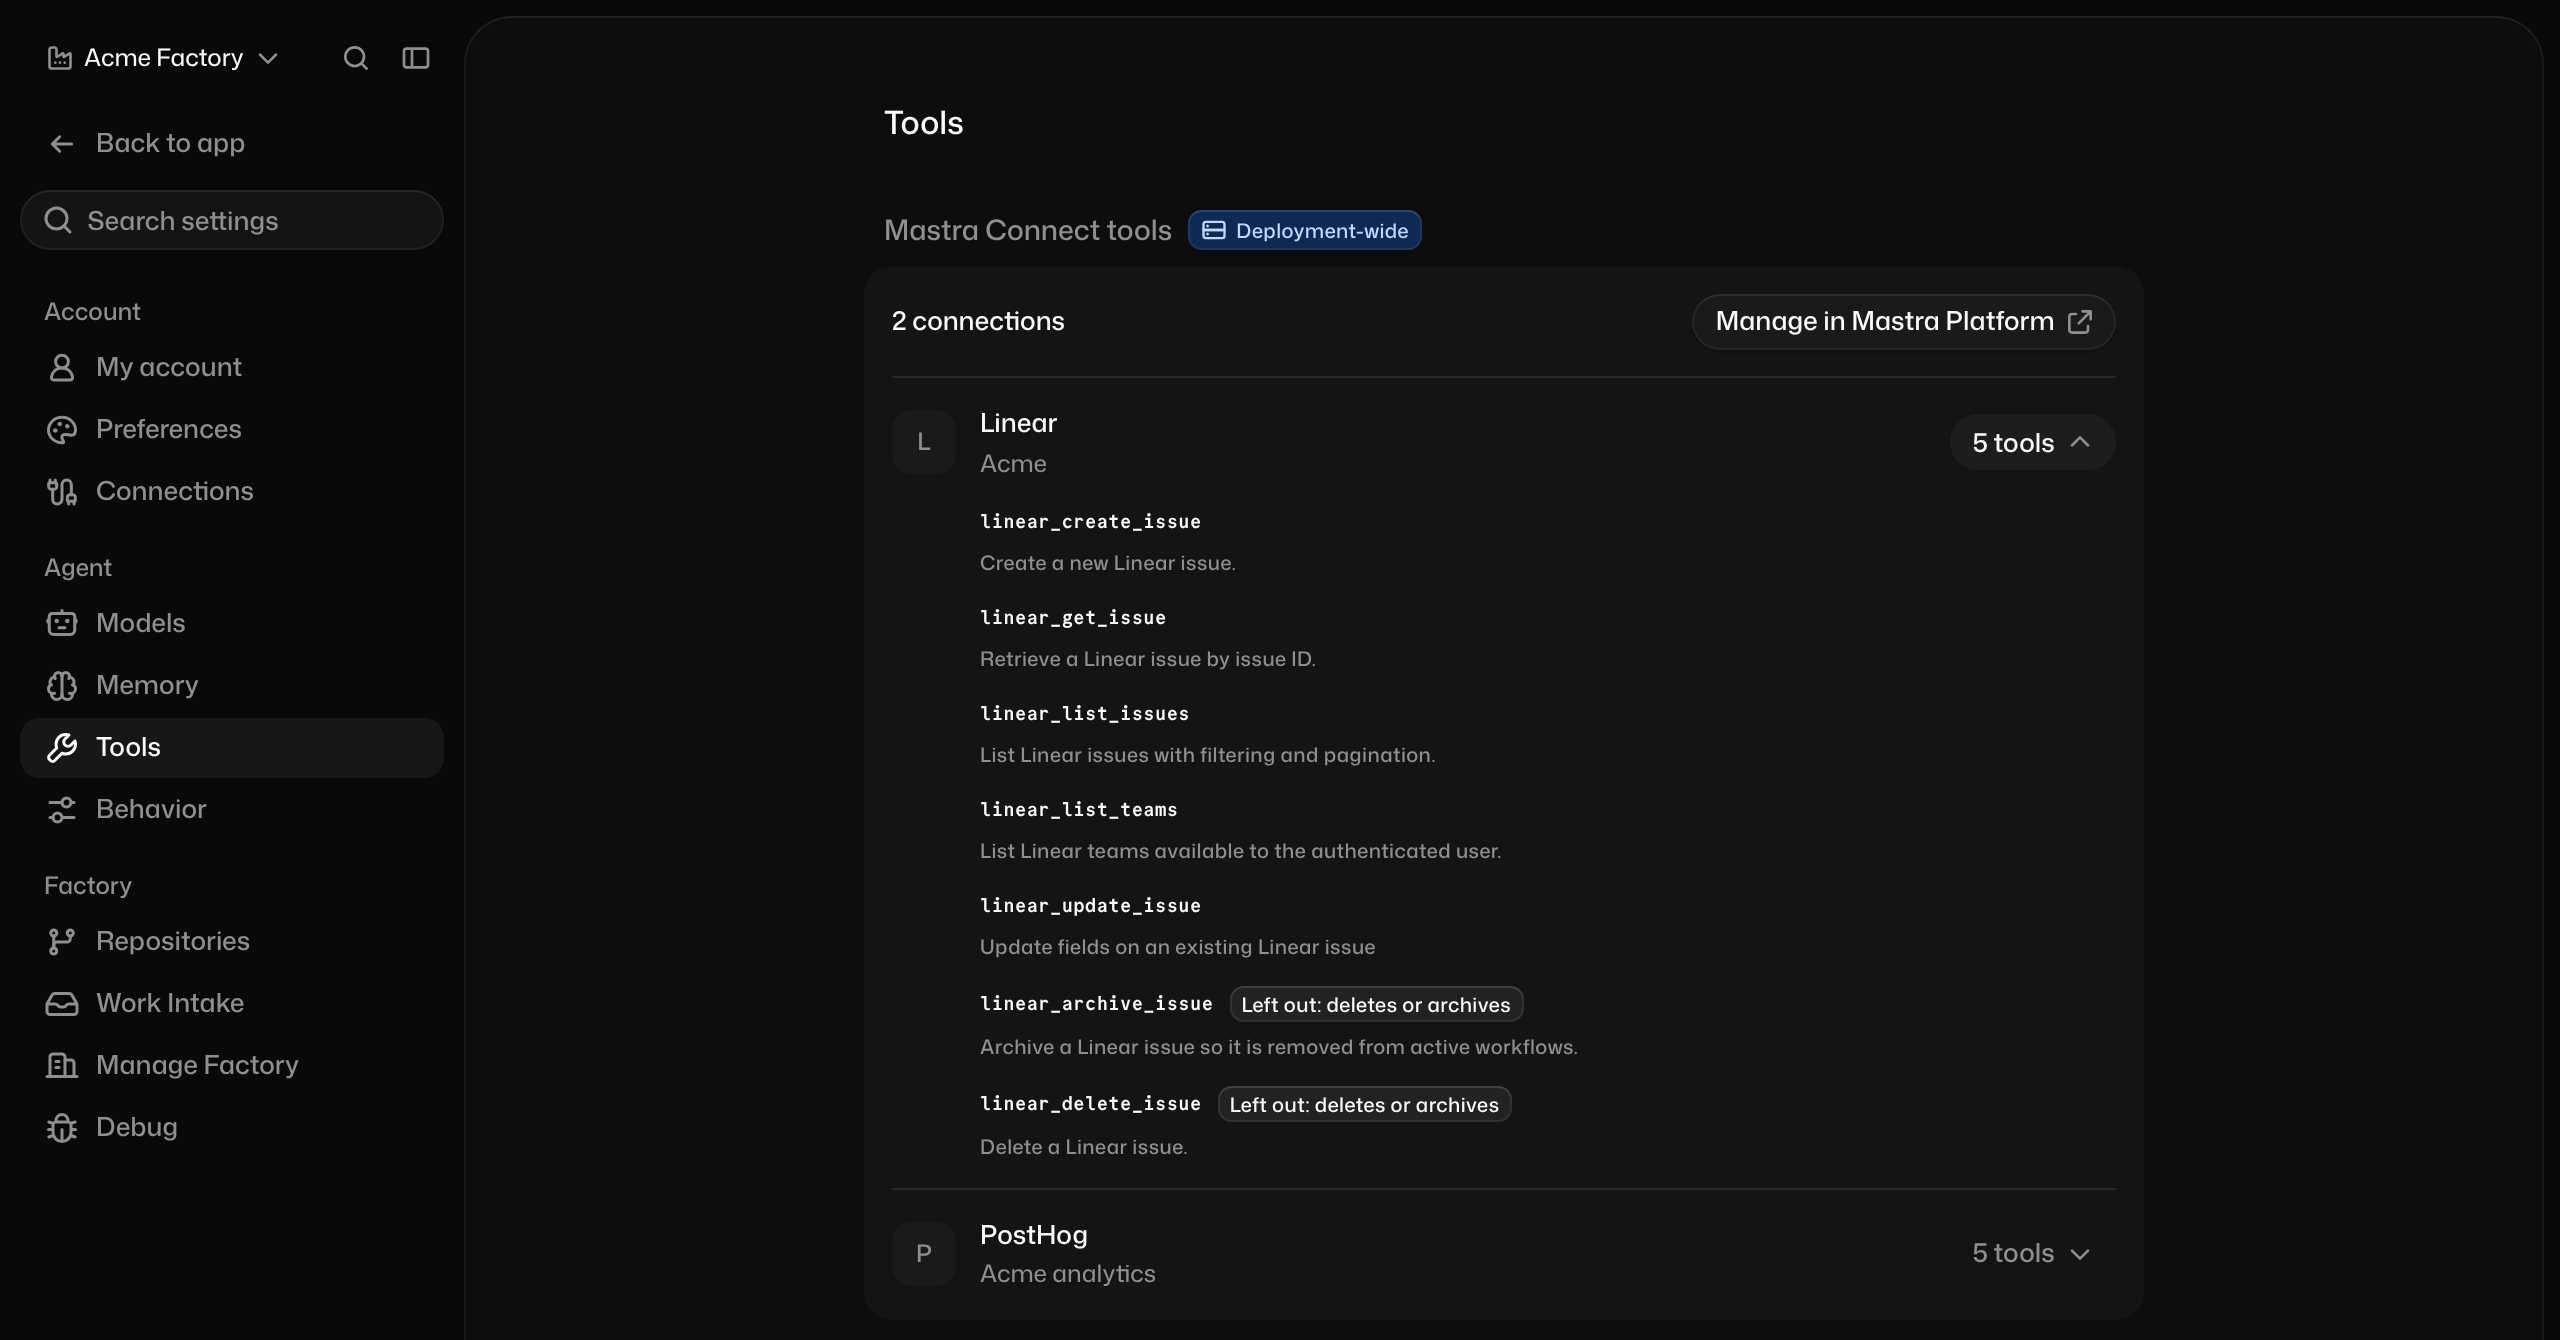 Acme Factory
Back to app
Search settings
Account
My account
Preferences
Connections
Agent
Models
Memory
Tools
Behavior
Factory
Repositories
Work Intake
Manage Factory
Debug
Tools
Mastra Connect tools
Deployment-wide
2 connections
Manage in Mastra Platform
L
Linear
Acme
5 tools
linear_create_issue
Create a new Linear issue.
linear_get_issue
Retrieve a Linear issue by issue ID.
linear_list_issues
List Linear issues with filtering and pagination.
linear_list_teams
List Linear teams available to the authenticated user.
linear_update_issue
Update fields on an existing Linear issue
linear_archive_issue Left out: deletes or archives
Archive a Linear issue so it is removed from active workflows.
linear_delete_issue Left out: deletes or archives
Delete a Linear issue.
P
PostHog
Acme analytics
5 tools